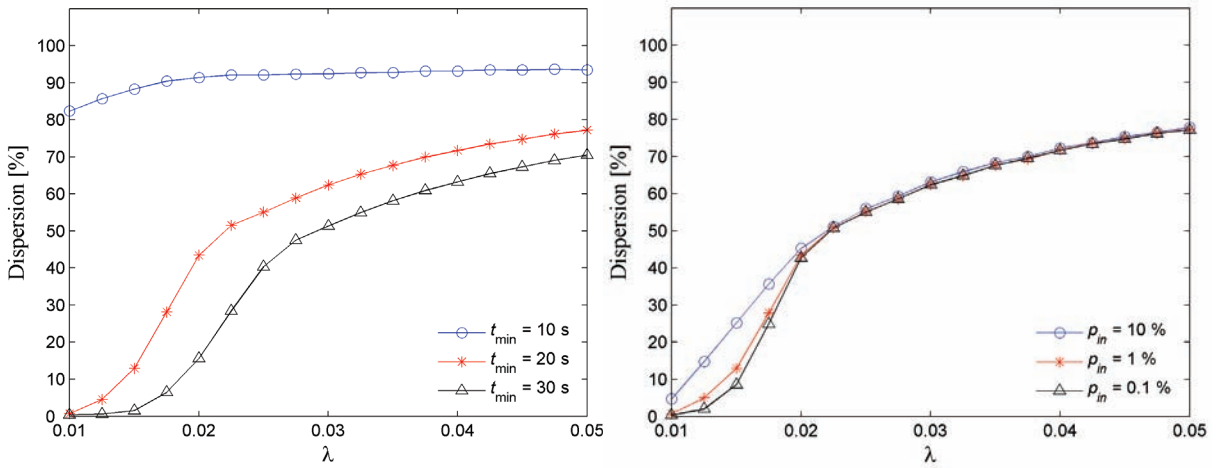 100
90
80
70
60
50
40
30
20
10
0
Dispersion [%]
0.01 0.02 0.03 0.04 0.05
λ
t_min = 10 s
t_min = 20 s
t_min = 30 s
100
90
80
70
60
50
40
30
20
10
0
Dispersion [%]
0.01 0.02 0.03 0.04 0.05
λ
p_in = 10 %
p_in = 1 %
p_in = 0.1 %